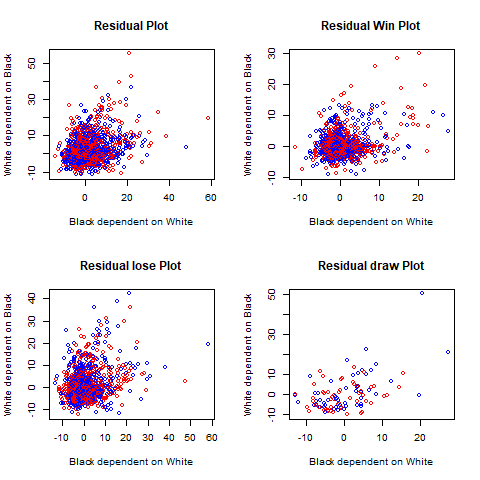 Residual Plot
White dependent on Black
-10 10 30 50
0 20 40 60
Black dependent on White
Residual Win Plot
White dependent on Black
-10 0 10 20 30
-10 0 10 20
Black dependent on White
Residual lose Plot
White dependent on Black
-10 0 10 20 30 40
-10 0 10 20 30 40 50 60
Black dependent on White
Residual draw Plot
White dependent on Black
-10 0 10 30 50
-10 0 10 20
Black dependent on White